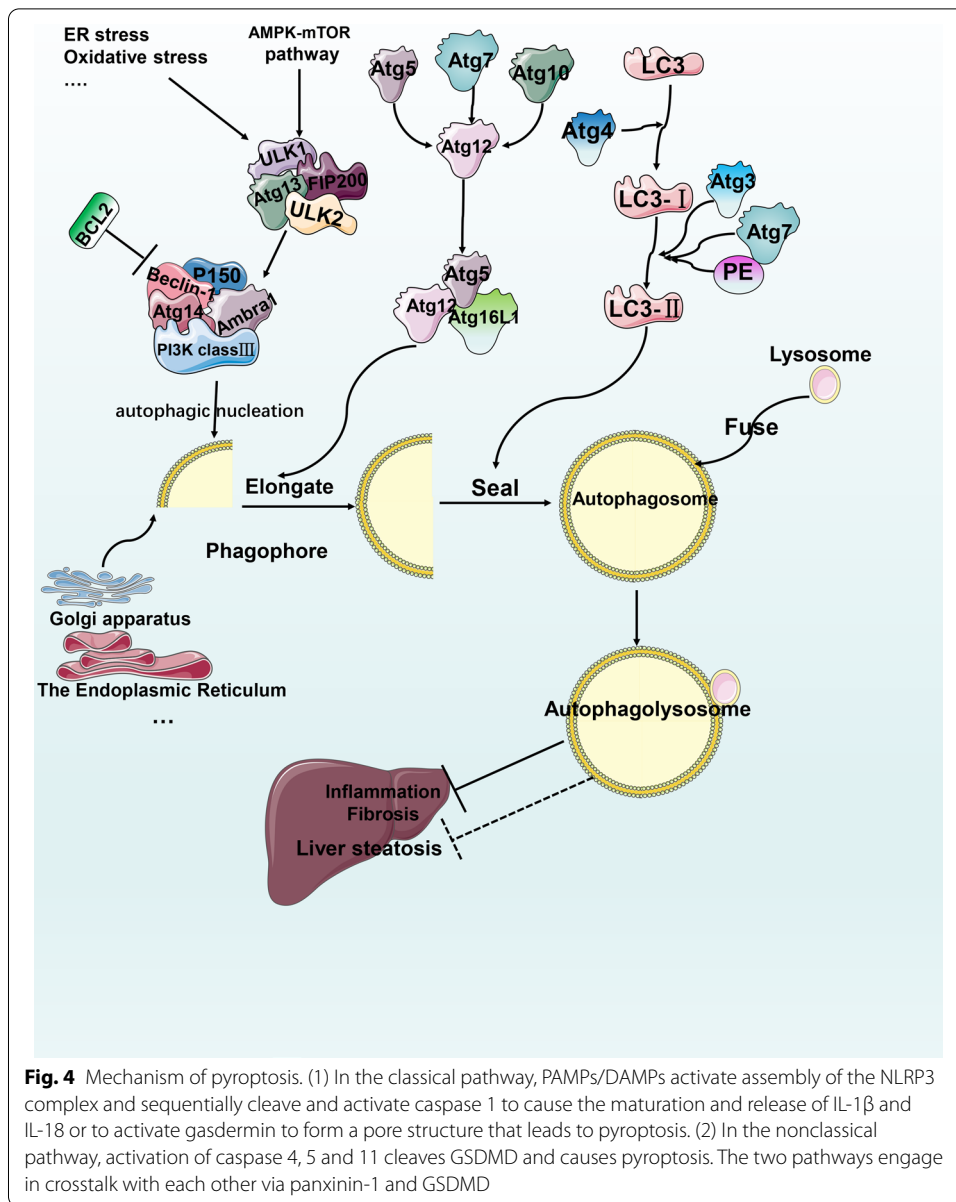 ER stress
Oxidative stress
....
AMPK-mTOR
pathway
Atg5
Atg7
Atg10
LC3
Atg12
Atg4
ULK1
Atg13
FIP200
ULK2
LC3-Ⅰ
Atg3
Atg7
PE
BCL2
P150
Beclin-1
Atg14
Ambra1
PI3K classⅢ
Atg5
Atg12
Atg16L1
LC3-Ⅱ
Lysosome
autophagic nucleation
Fuse
Elongate
Seal
Autophagosome
Phagophore
Golgi apparatus
The Endoplasmic Reticulum
...
Autophagolysosome
Inflammation
Fibrosis
Liver steatosis
Fig. 4 Mechanism of pyroptosis. (1) In the classical pathway, PAMPs/DAMPs activate assembly of the NLRP3
complex and sequentially cleave and activate caspase 1 to cause the maturation and release of IL-1β and
IL-18 or to activate gasdermin to form a pore structure that leads to pyroptosis. (2) In the nonclassical
pathway, activation of caspase 4, 5 and 11 cleaves GSDMD and causes pyroptosis. The two pathways engage
in crosstalk with each other via panxinin-1 and GSDMD